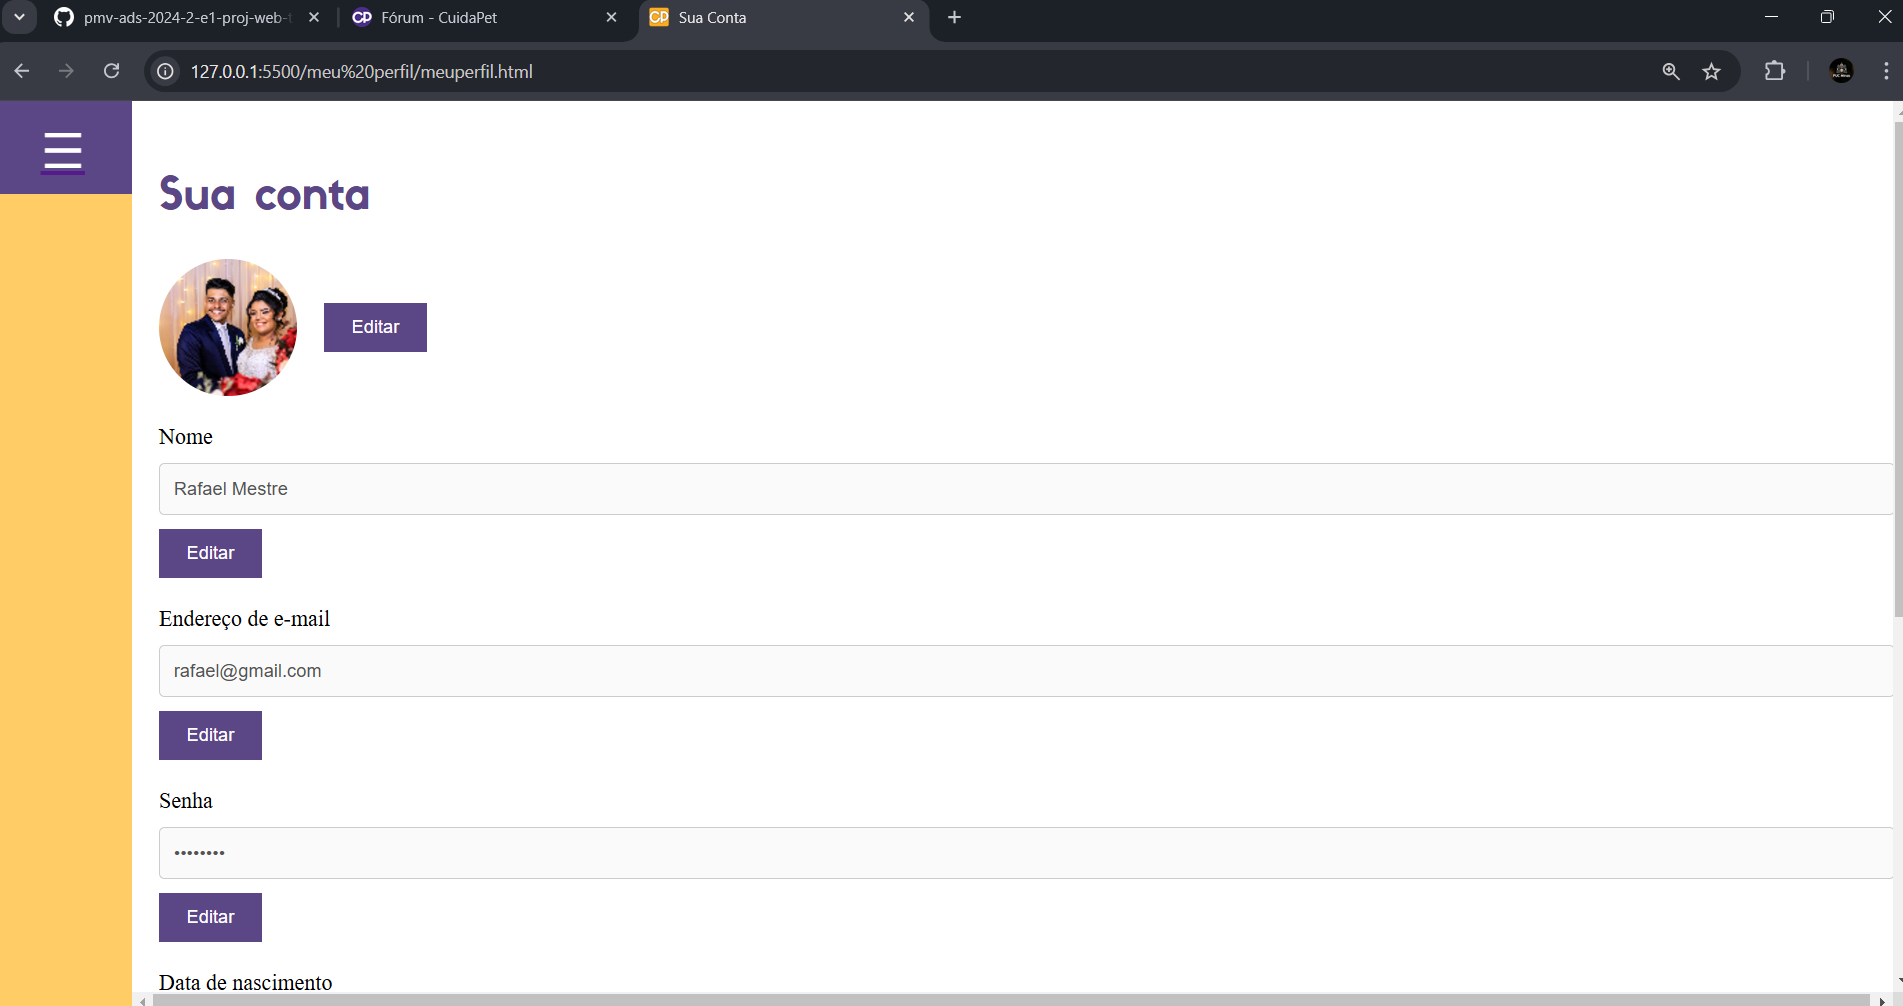 pmv-ads-2024-2-e1-proj-web-t
CP Fórum - CuidaPet
CP Sua Conta
127.0.0.1:5500/meu%20perfil/meuperfil.html
Sua conta
Editar
Nome
Rafael Mestre
Editar
Endereço de e-mail
rafael@gmail.com
Editar
Senha
••••••••
Editar
Data de nascimento